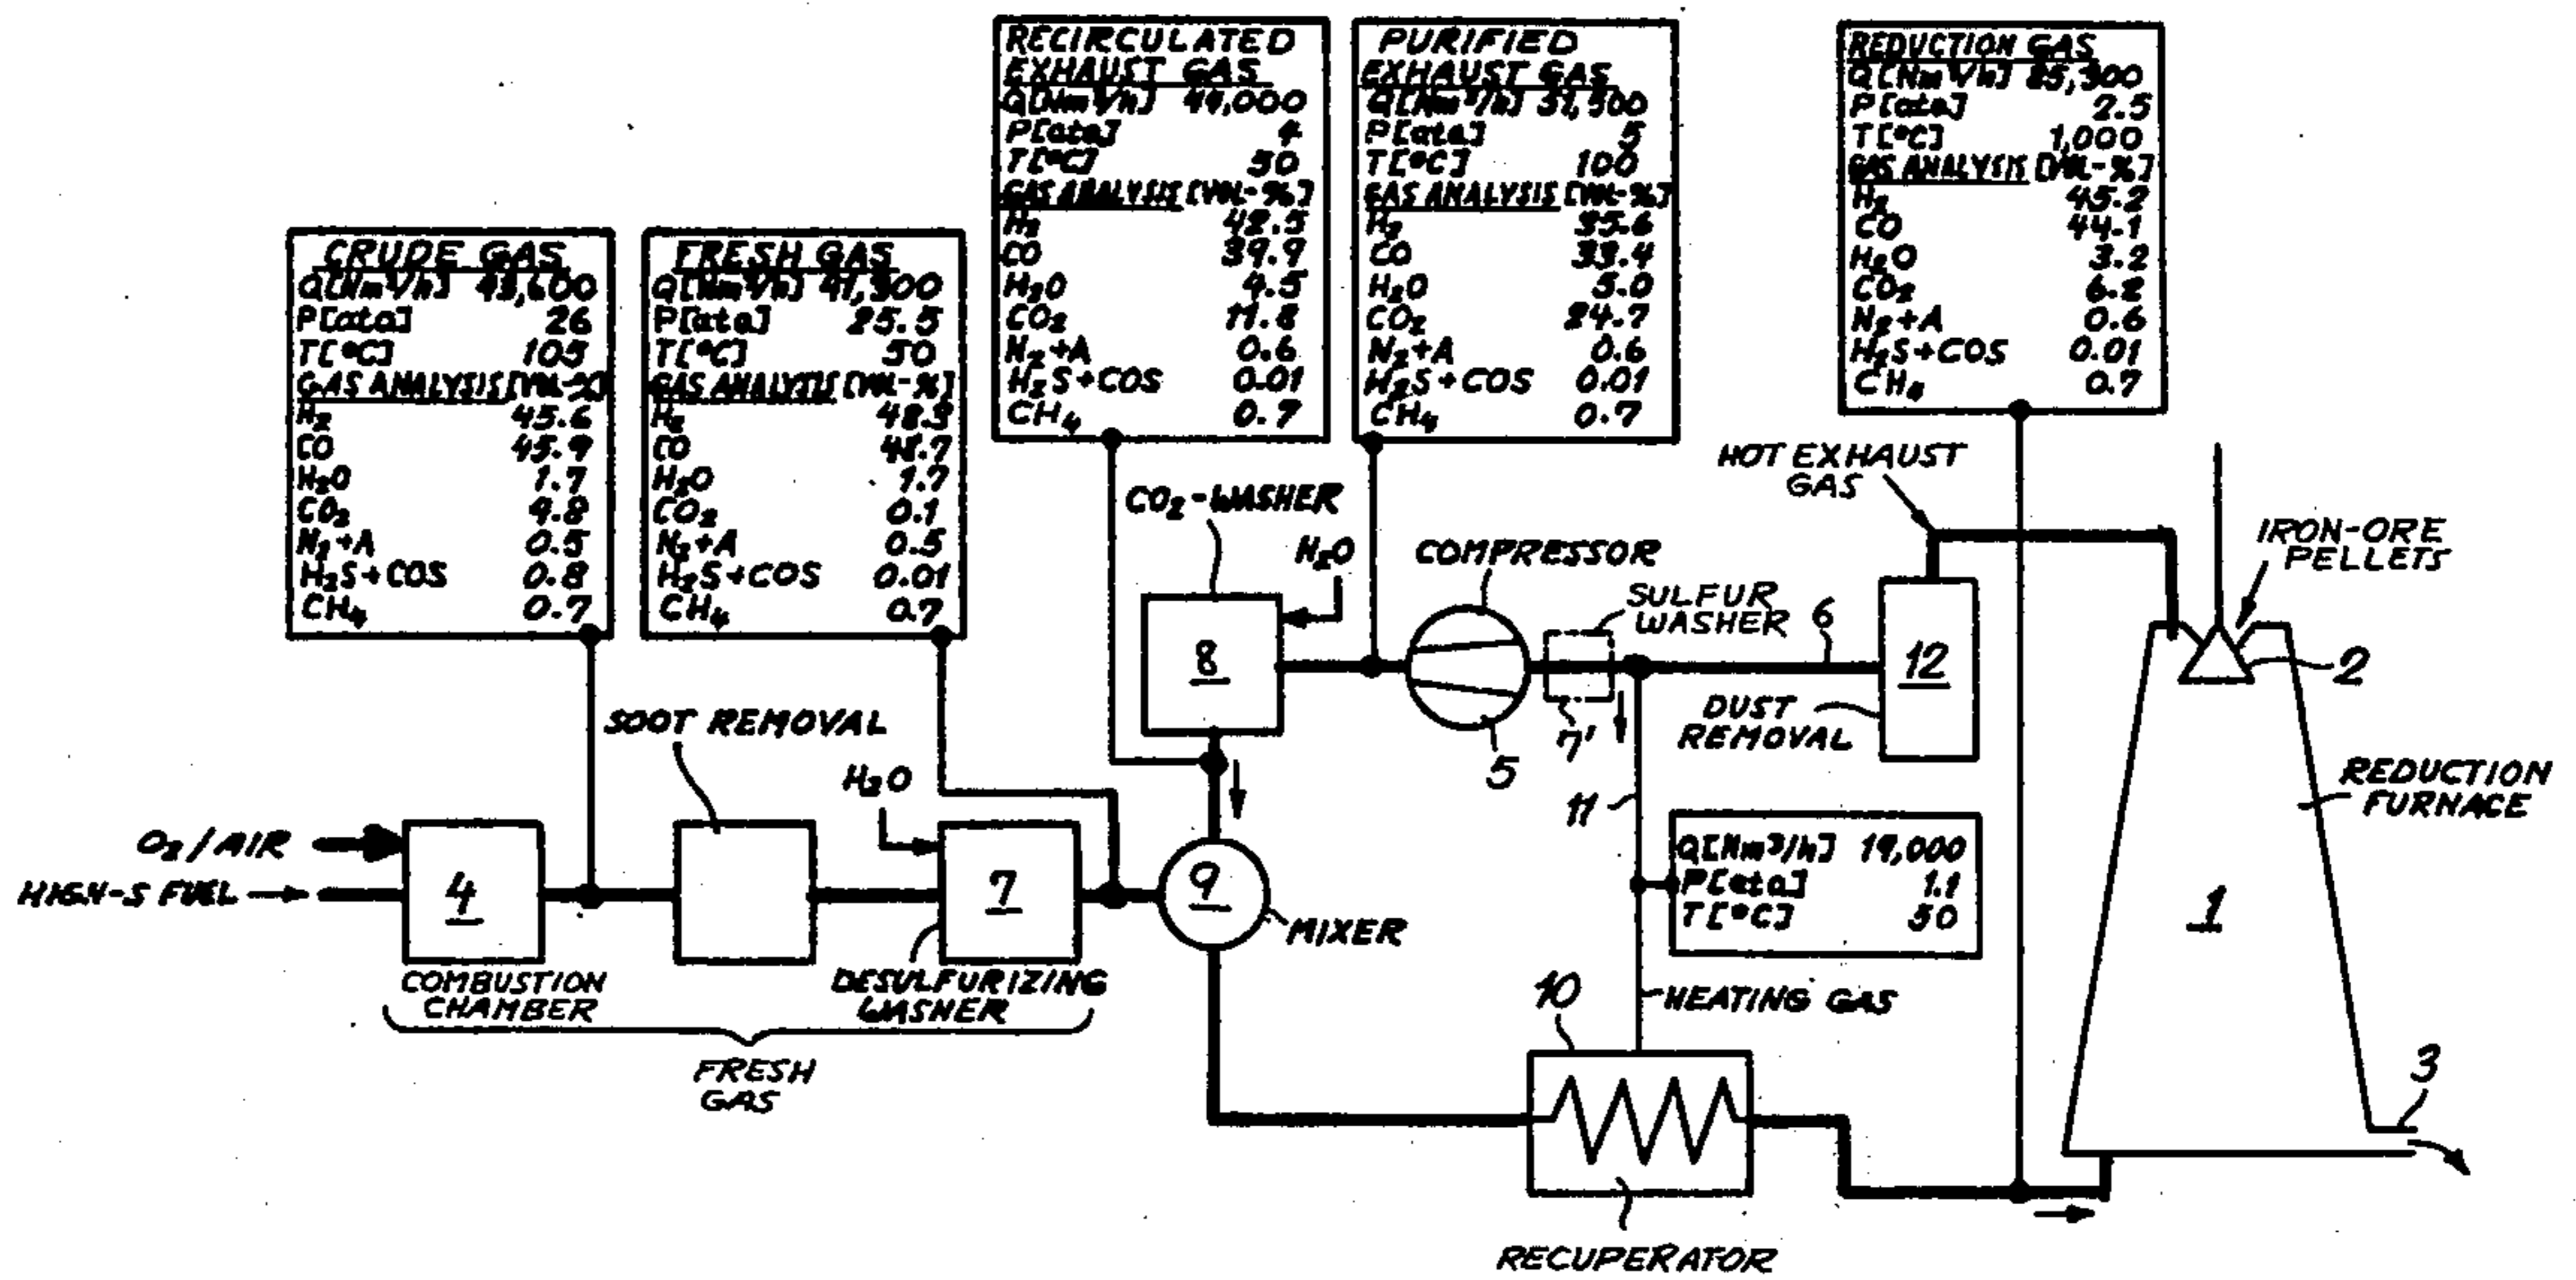 RECIRCULATED
EXHAUST GAS
Q[Nm³/h] 44,000
P[ata] 4
T[°C] 50
GAS ANALYSIS [VOL-%]
H₂ 42.5
CO 39.9
H₂O 4.5
CO₂ 11.8
N₂+A 0.6
H₂S+COS 0.01
CH₄ 0.7
PURIFIED
EXHAUST GAS
Q[Nm³/h]
P[ata] 5
T[°C] 100
GAS ANALYSIS [VOL-%]
H₂ 35.6
CO 33.4
H₂O 5.0
CO₂ 24.7
N₂+A 0.6
H₂S+COS 0.01
CH₄ 0.7
REDUCTION GAS
Q[Nm³/h] 85,300
P[ata] 2.5
T[°C] 1,000
GAS ANALYSIS [VOL-%]
H₂ 45.2
CO 44.1
H₂O 3.2
CO₂ 6.2
N₂+A 0.6
H₂S+COS 0.01
CH₄ 0.7
CRUDE GAS
Q[Nm³/h] 43,600
P[ata] 26
T[°C] 105
GAS ANALYSIS [VOL-%]
H₂ 45.6
CO 45.9
H₂O 1.7
CO₂ 4.8
N₂+A 0.5
H₂S+COS 0.8
CH₄ 0.7
FRESH GAS
Q[Nm³/h] 41,300
P[ata] 25.5
T[°C] 50
GAS ANALYSIS [VOL-%]
H₂ 48.3
CO 48.7
H₂O 1.7
CO₂ 0.1
N₂+A 0.5
H₂S+COS 0.01
CH₄ 0.7
HOT EXHAUST
GAS
IRON-ORE
PELLETS
CO₂-WASHER
H₂O
COMPRESSOR
SULFUR
WASHER
6
8
12
2
5
7'
DUST
REMOVAL
SOOT REMOVAL
H₂O
11
REDUCTION
FURNACE
O₂/AIR
HIGH-S FUEL
4
7
9
MIXER
Q[Nm³/h] 19,000
P[ata] 1.1
T[°C] 50
1
COMBUSTION
CHAMBER
DESULFURIZING
WASHER
FRESH
GAS
10
HEATING GAS
3
RECUPERATOR